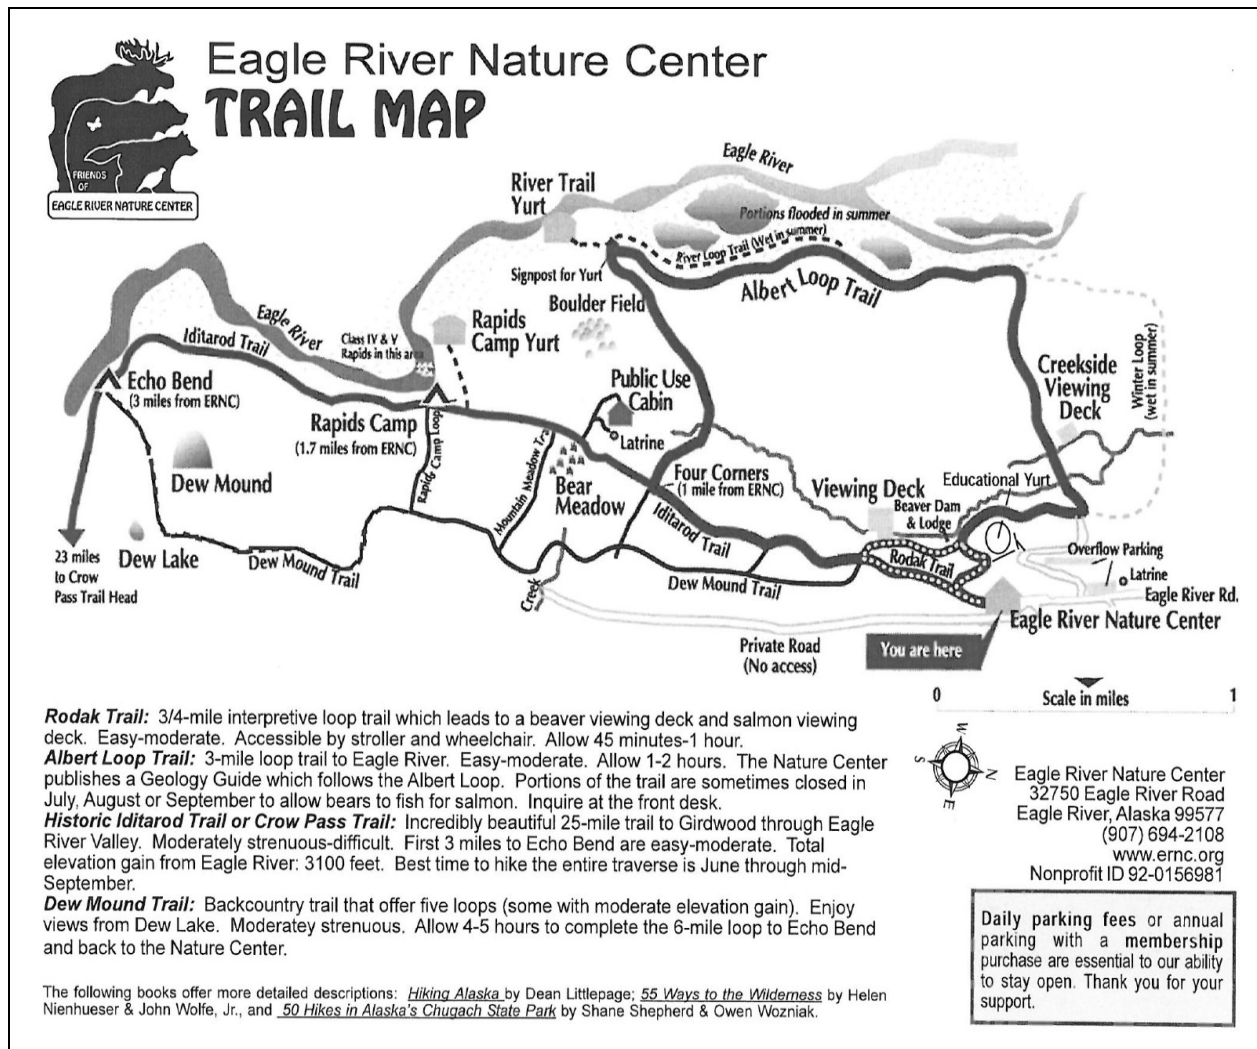 Eagle River Nature Center
TRAIL MAP
FRIENDS
OF
EAGLE RIVER NATURE CENTER
Eagle River
River Trail
Yurt
Portions flooded in summer
River Loop Trail (Wet in summer)
Signpost for Yurt
Albert Loop Trail
Boulder Field
Eagle River
Iditarod Trail
Class IV & V
Rapids in this area
Rapids
Camp Yurt
Winter Loop
(wet in summer)
Creekside
Viewing
Deck
Echo Bend
(3 miles from ERNC)
Public Use
Cabin
Latrine
Rapids Camp
(1.7 miles from ERNC)
Rapids Camp Loop
Mountain Meadow Trail
Dew Mound
Bear
Meadow
Four Corners
(1 mile from ERNC)
Viewing Deck
Educational Yurt
Beaver Dam
& Lodge
Iditarod Trail
Dew Lake
Dew Mound Trail
23 miles
to Crow
Pass Trail Head
Rodak Trail
Overflow Parking
Latrine
Eagle River Rd.
Dew Mound Trail
Creek
Eagle River Nature Center
Private Road
(No access)
You are here
0 Scale in miles 1
Rodak Trail: 3/4-mile interpretive loop trail which leads to a beaver viewing deck and salmon viewing
deck. Easy-moderate. Accessible by stroller and wheelchair. Allow 45 minutes-1 hour.
Albert Loop Trail: 3-mile loop trail to Eagle River. Easy-moderate. Allow 1-2 hours. The Nature Center
publishes a Geology Guide which follows the Albert Loop. Portions of the trail are sometimes closed in
July, August or September to allow bears to fish for salmon. Inquire at the front desk.
Historic Iditarod Trail or Crow Pass Trail: Incredibly beautiful 25-mile trail to Girdwood through Eagle
River Valley. Moderately strenuous-difficult. First 3 miles to Echo Bend are easy-moderate. Total
elevation gain from Eagle River: 3100 feet. Best time to hike the entire traverse is June through mid-
September.
Dew Mound Trail: Backcountry trail that offer five loops (some with moderate elevation gain). Enjoy
views from Dew Lake. Moderatey strenuous. Allow 4-5 hours to complete the 6-mile loop to Echo Bend
and back to the Nature Center.
The following books offer more detailed descriptions: Hiking Alaska by Dean Littlepage; 55 Ways to the Wilderness by Helen
Nienhueser & John Wolfe, Jr., and 50 Hikes in Alaska's Chugach State Park by Shane Shepherd & Owen Wozniak.
W
S
N
E
Eagle River Nature Center
32750 Eagle River Road
Eagle River, Alaska 99577
(907) 694-2108
www.ernc.org
Nonprofit ID 92-0156981
Daily parking fees or annual
parking with a membership
purchase are essential to our ability
to stay open. Thank you for your
support.